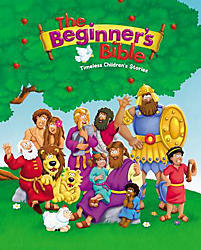 The
Beginner's
Bible
Timeless Children's Stories